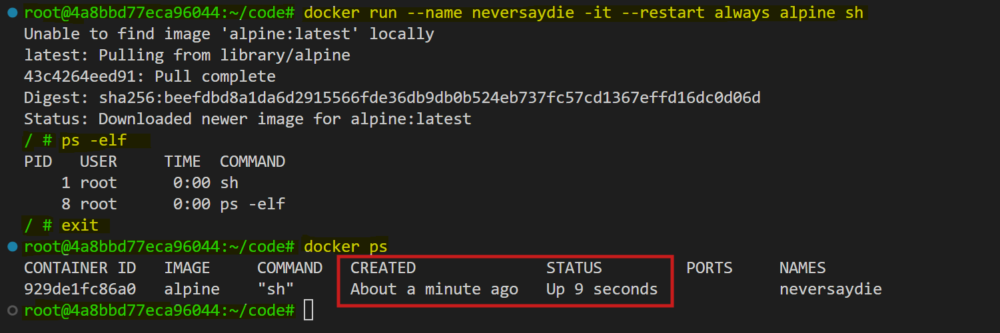 root@4a8bbd77eca96044:~/code# docker run --name neversaydie -it --restart always alpine sh
Unable to find image 'alpine:latest' locally
latest: Pulling from library/alpine
43c4264eed91: Pull complete
Digest: sha256:beefdbd8a1da6d2915566fde36db9db0b524eb737fc57cd1367effd16dc0d06d
Status: Downloaded newer image for alpine:latest
/ # ps -elf
PID   USER     TIME  COMMAND
    1 root      0:00 sh
    8 root      0:00 ps -elf
/ # exit
root@4a8bbd77eca96044:~/code# docker ps
CONTAINER ID   IMAGE     COMMAND   CREATED              STATUS         PORTS     NAMES
929de1fc86a0   alpine    "sh"      About a minute ago   Up 9 seconds             neversaydie
root@4a8bbd77eca96044:~/code#